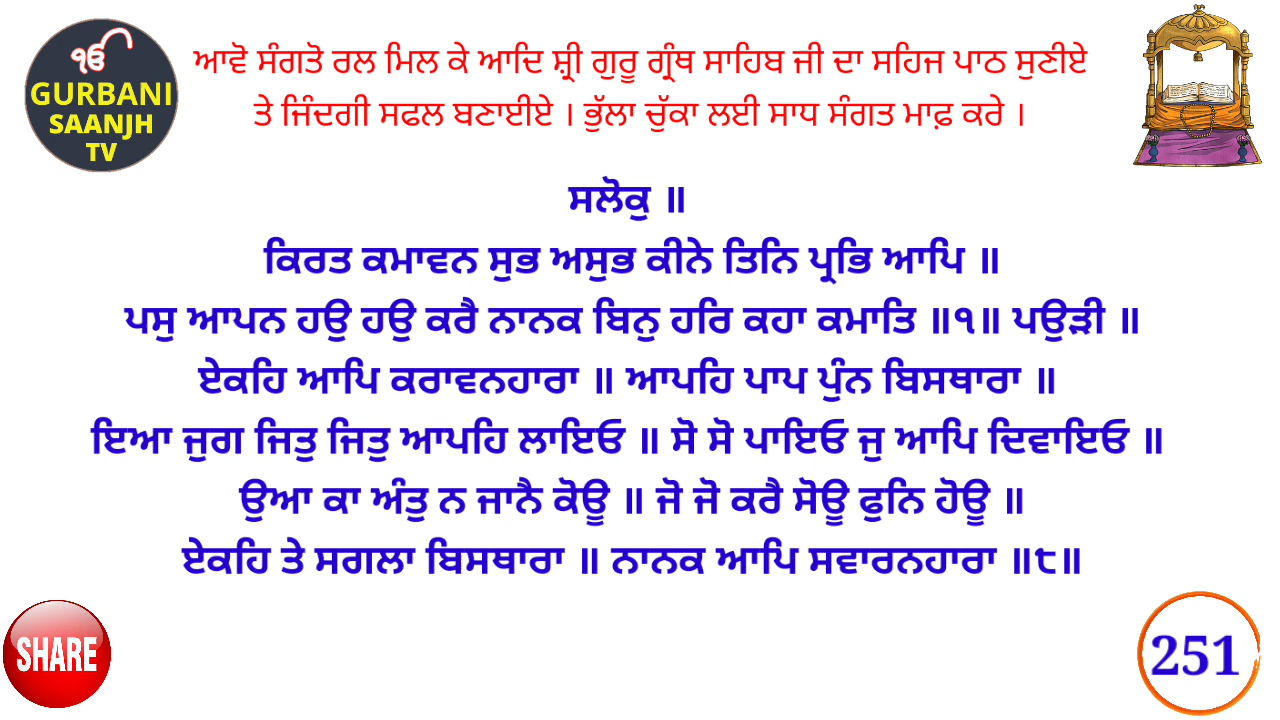 ੴ
GURBANI
SAANJH
TV
ਆਵੋ ਸੰਗਤੋ ਰਲ ਮਿਲ ਕੇ ਆਦਿ ਸ਼੍ਰੀ ਗੁਰੂ ਗ੍ਰੰਥ ਸਾਹਿਬ ਜੀ ਦਾ ਸਹਿਜ ਪਾਠ ਸੁਣੀਏ
ਤੇ ਜਿੰਦਗੀ ਸਫਲ ਬਣਾਈਏ । ਭੁੱਲਾ ਚੁੱਕਾ ਲਈ ਸਾਧ ਸੰਗਤ ਮਾਫ਼ ਕਰੇ ।
ਸਲੋਕੁ ॥
ਕਿਰਤ ਕਮਾਵਨ ਸੁਭ ਅਸੁਭ ਕੀਨੇ ਤਿਨਿ ਪ੍ਰਭਿ ਆਪਿ ॥
ਪਸੁ ਆਪਨ ਹਉ ਹਉ ਕਰੈ ਨਾਨਕ ਬਿਨੁ ਹਰਿ ਕਹਾ ਕਮਾਤਿ ॥੧॥ ਪਉੜੀ ॥
ਏਕਹਿ ਆਪਿ ਕਰਾਵਨਹਾਰਾ ॥ ਆਪਹਿ ਪਾਪ ਪੁੰਨ ਬਿਸਥਾਰਾ ॥
ਇਆ ਜੁਗ ਜਿਤੁ ਜਿਤੁ ਆਪਹਿ ਲਾਇਓ ॥ ਸੋ ਸੋ ਪਾਇਓ ਜੁ ਆਪਿ ਦਿਵਾਇਓ ॥
ਉਆ ਕਾ ਅੰਤੁ ਨ ਜਾਨੈ ਕੋਊ ॥ ਜੋ ਜੋ ਕਰੈ ਸੋਊ ਫੁਨਿ ਹੋਊ ॥
ਏਕਹਿ ਤੇ ਸਗਲਾ ਬਿਸਥਾਰਾ ॥ ਨਾਨਕ ਆਪਿ ਸਵਾਰਨਹਾਰਾ ॥੮॥
SHARE
251